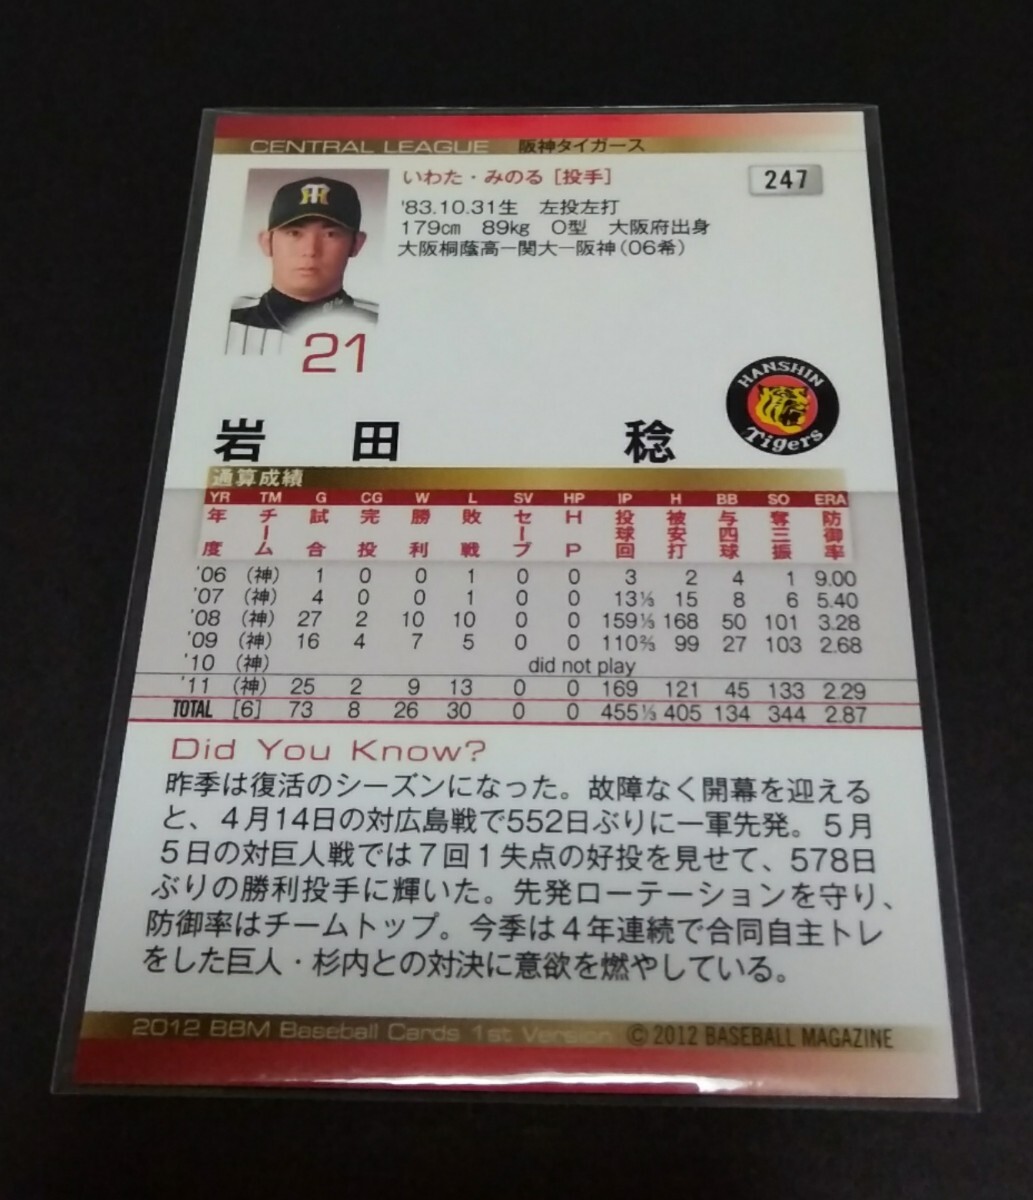 CENTRAL LEAGUE 阪神タイガース
いわた・みのる [投手]
247
'83.10.31生 左投左打
179cm 89kg O型 大阪府出身
大阪桐蔭高ー関大ー阪神(06希)
TH
21
HANSHIN
Tigers
岩田 稔
通算成績
YR TM G CG W L SV HP IP H BB SO ERA
年度 チーム 試合 完投 勝利 敗戦 セーブ HP 投球回 被安打 与四球 奪三振 防御率
'06 (神) 1 0 0 1 0 0 3 2 4 1 9.00
'07 (神) 4 0 0 1 0 0 13⅓ 15 8 6 5.40
'08 (神) 27 2 10 10 0 0 159⅓ 168 50 101 3.28
'09 (神) 16 4 7 5 0 0 110⅔ 99 27 103 2.68
'10 (神) did not play
'11 (神) 25 2 9 13 0 0 169 121 45 133 2.29
TOTAL [6] 73 8 26 30 0 0 455⅓ 405 134 344 2.87
Did You Know?
昨季は復活のシーズンになった。故障なく開幕を迎える
と、4月14日の対広島戦で552日ぶりに一軍先発。5月
5日の対巨人戦では7回1失点の好投を見せて、578日
ぶりの勝利投手に輝いた。先発ローテーションを守り、
防御率はチームトップ。今季は4年連続で合同自主トレ
をした巨人・杉内との対決に意欲を燃やしている。
2012 BBM Baseball Cards 1st Version ©2012 BASEBALL MAGAZINE